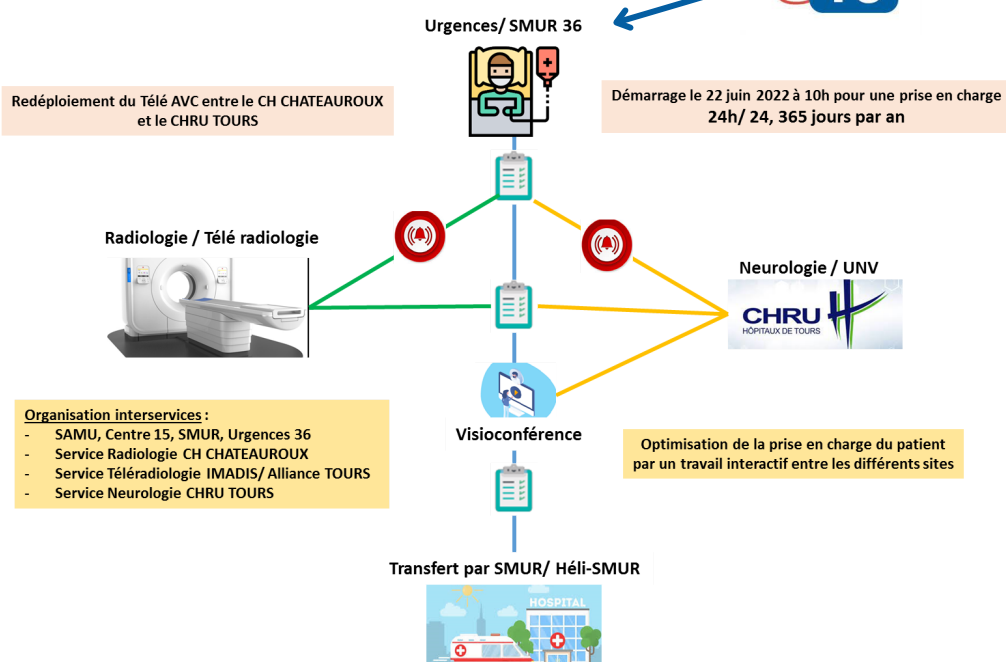 Urgences/ SMUR 36
Redéploiement du Télé AVC entre le CH CHATEAUROUX
et le CHRU TOURS
Démarrage le 22 juin 2022 à 10h pour une prise en charge
24h/ 24, 365 jours par an
Radiologie / Télé radiologie
Neurologie / UNV
CHRU
HÔPITAUX DE TOURS
Organisation interservices :
- SAMU, Centre 15, SMUR, Urgences 36
- Service Radiologie CH CHATEAUROUX
- Service Téléradiologie IMADIS/ Alliance TOURS
- Service Neurologie CHRU TOURS
Visioconférence
Optimisation de la prise en charge du patient
par un travail interactif entre les différents sites
Transfert par SMUR/ Héli-SMUR
HOSPITAL